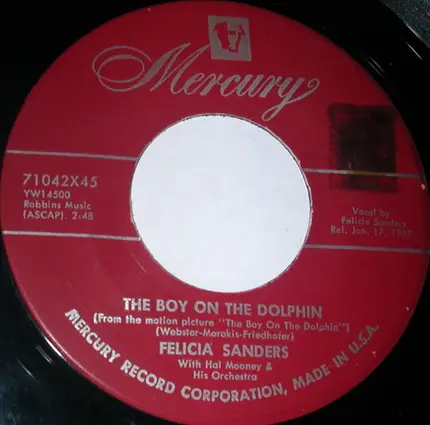 Mercury
71042X45
YW14500
Robbins Music
(ASCAP) 2:48
Vocal by
Felicia Sanders
Rel. Jan. 17, 1957
THE BOY ON THE DOLPHIN
(From the motion picture "The Boy On The Dolphin")
(Webster-Morakis-Friedhofer)
FELICIA SANDERS
With Hal Mooney &
His Orchestra
MERCURY RECORD CORPORATION, MADE IN U.S.A.